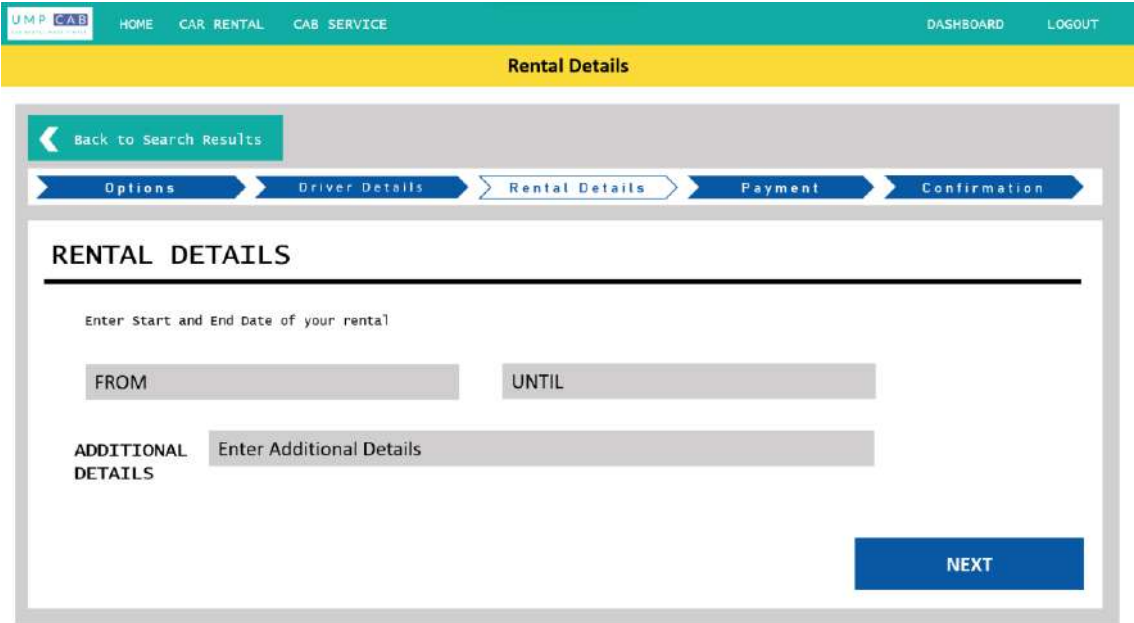 UMP CAB
HOME CAR RENTAL CAB SERVICE DASHBOARD LOGOUT
Rental Details
Back to Search Results
Options Driver Details Rental Details Payment Confirmation
RENTAL DETAILS
Enter Start and End Date of your rental
FROM UNTIL
ADDITIONAL Enter Additional Details
DETAILS
NEXT